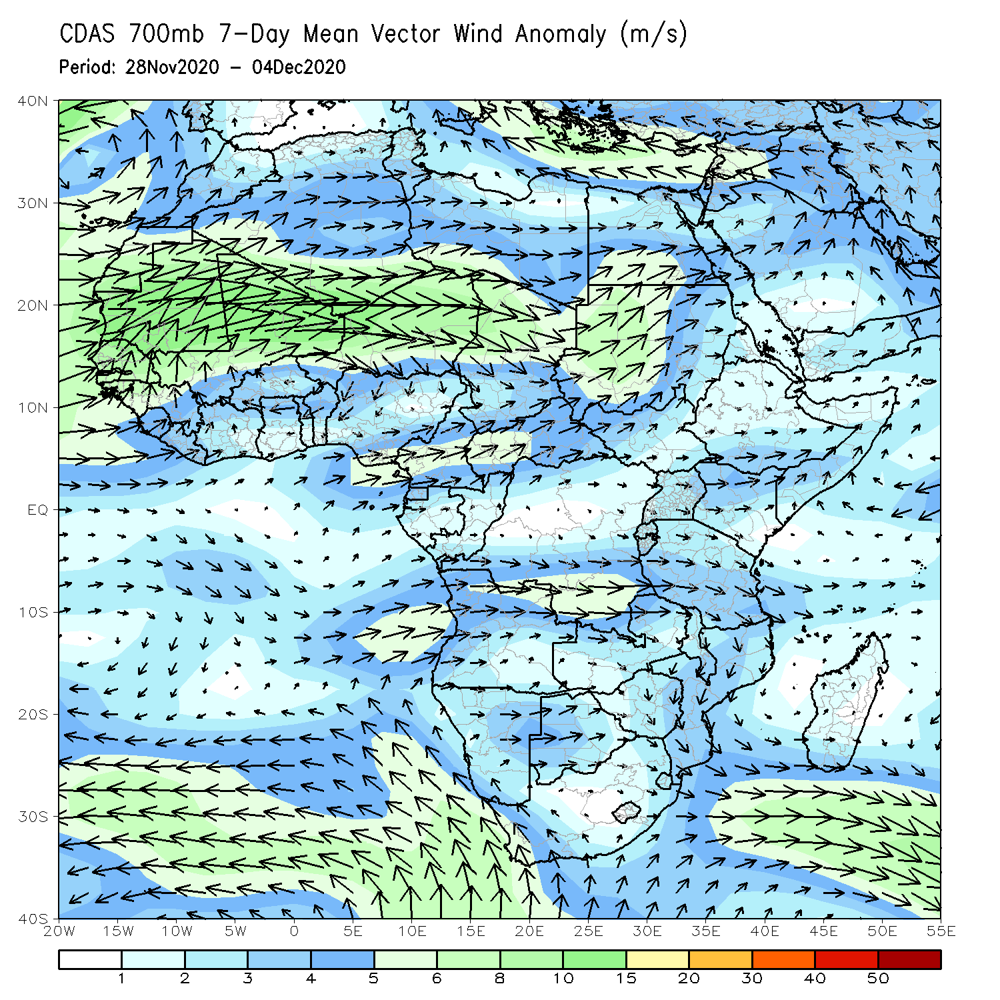 CDAS 700mb 7-Day Mean Vector Wind Anomaly (m/s)
Period: 28Nov2020 - 04Dec2020
40N
30N
20N
10N
EQ
10S
20S
30S
40S
20W 15W 10W 5W 0 5E 10E 15E 20E 25E 30E 35E 40E 45E 50E 55E
1 2 3 4 5 6 8 10 15 20 30 40 50